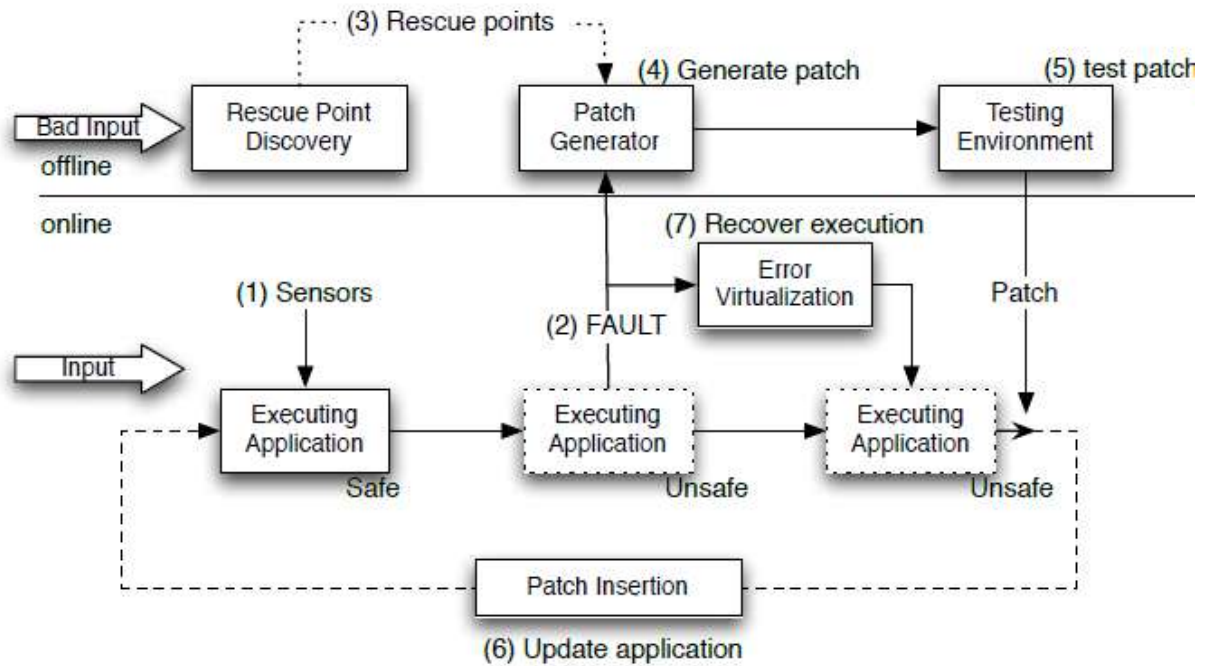 (3) Rescue points
(4) Generate patch
(5) test patch
Bad Input
Rescue Point
Discovery
Patch
Generator
Testing
Environment
offline
online
(7) Recover execution
Error
Virtualization
(1) Sensors
(2) FAULT
Patch
Input
Executing
Application
Safe
Executing
Application
Unsafe
Executing
Application
Unsafe
Patch Insertion
(6) Update application